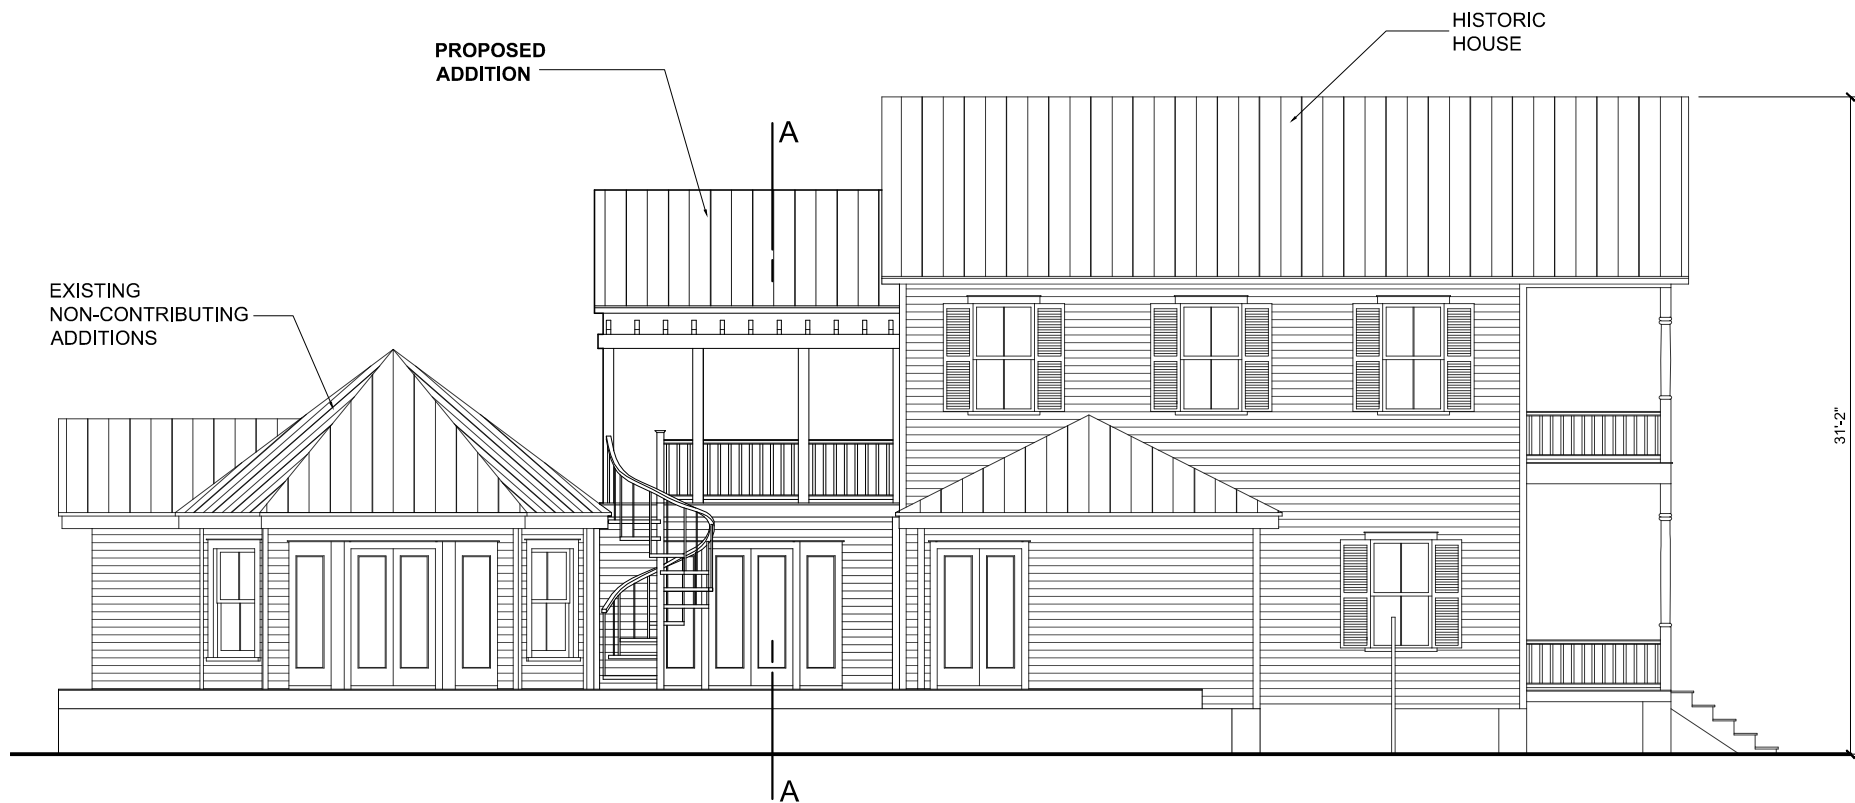 HISTORIC
HOUSE
PROPOSED
ADDITION
A
EXISTING
NON-CONTRIBUTING
ADDITIONS
31'-2"
A